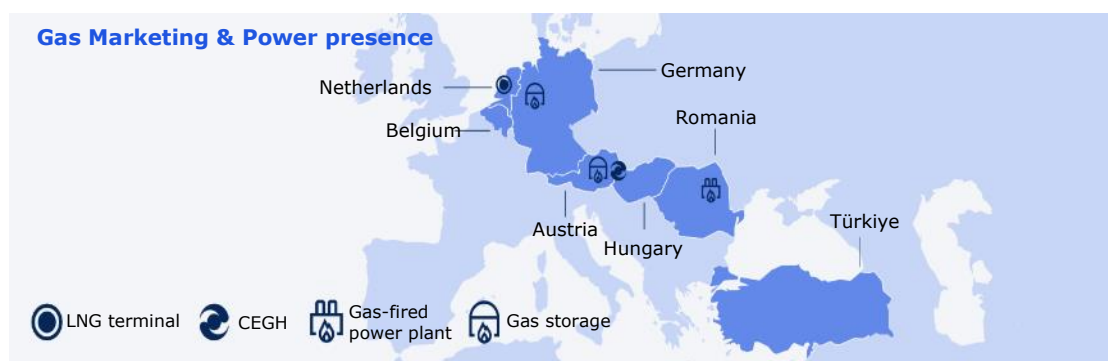 Gas Marketing & Power presence
Germany
Netherlands
Romania
Belgium
Türkiye
Austria
Hungary
LNG terminal
CEGH
Gas-fired
power plant
Gas storage